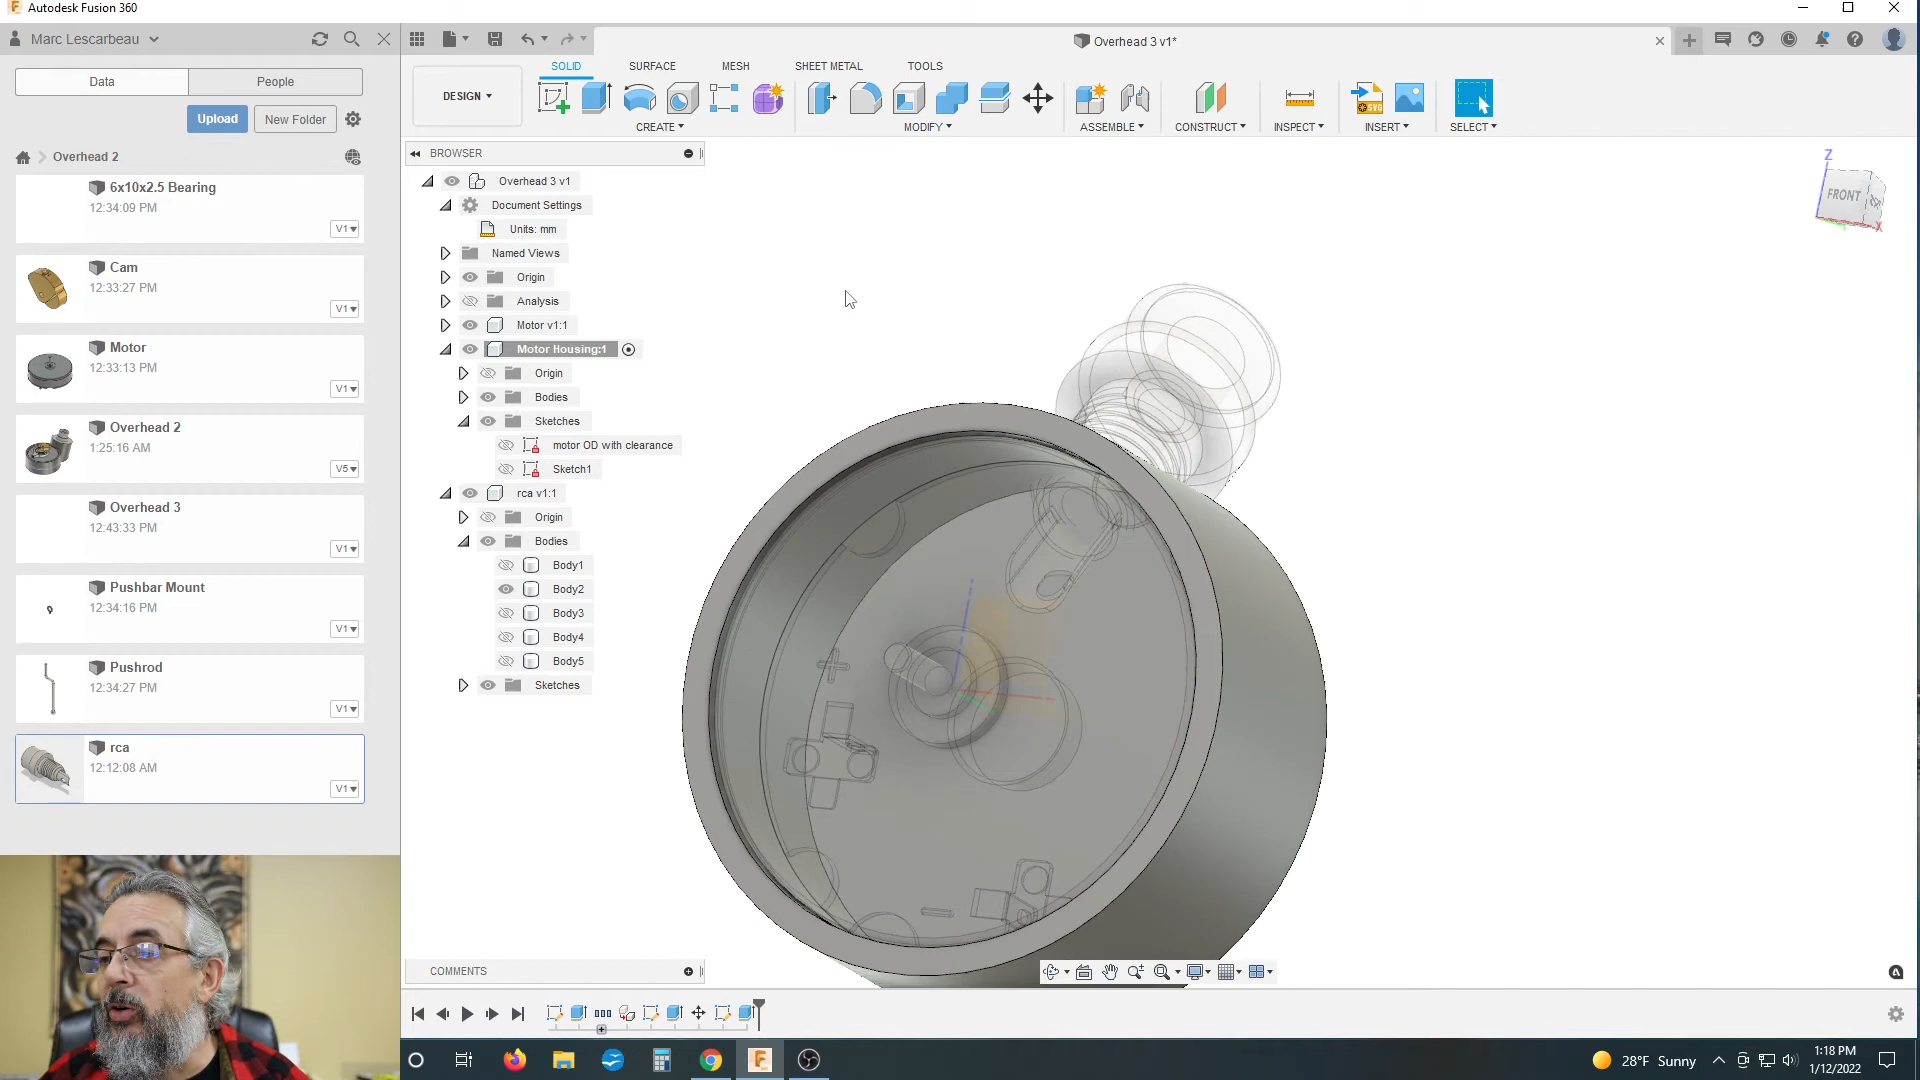 Autodesk Fusion 360
Marc Lescarbeau
Overhead 3 v1*
Data
People
SOLID
SURFACE
MESH
SHEET METAL
TOOLS
DESIGN
CREATE
MODIFY
ASSEMBLE
CONSTRUCT
INSPECT
INSERT
SELECT
SVG
Upload
New Folder
Overhead 2
BROWSER
6x10x2.5 Bearing
12:34:09 PM
V1
Cam
12:33:27 PM
V1
Motor
12:33:13 PM
V1
Overhead 2
1:25:16 AM
V5
Overhead 3
12:43:33 PM
V1
Pushbar Mount
12:34:16 PM
V1
Pushrod
12:34:27 PM
V1
rca
12:12:08 AM
V1
Overhead 3 v1
Document Settings
Units: mm
Named Views
Origin
Analysis
Motor v1:1
Motor Housing:1
Origin
Bodies
Sketches
motor OD with clearance
Sketch1
rca v1:1
Origin
Bodies
Body1
Body2
Body3
Body4
Body5
Sketches
Z
FRONT
X
COMMENTS
28°F Sunny
1:18 PM
1/12/2022